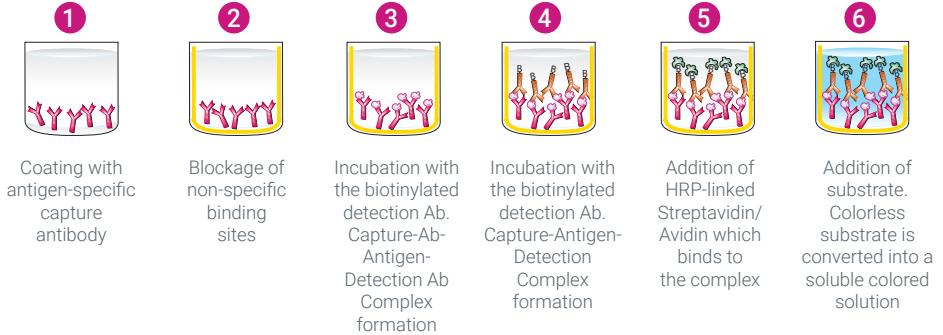 1
2
3
4
5
6
Coating with
antigen-specific
capture
antibody
Blockage of
non-specific
binding
sites
Incubation with
the biotinylated
detection Ab.
Capture-Ab-
Antigen-
Detection Ab
Complex
formation
Incubation with
the biotinylated
detection Ab.
Capture-Antigen-
Detection
Complex
formation
Addition of
HRP-linked
Streptavidin/
Avidin which
binds to
the complex
Addition of
substrate.
Colorless
substrate is
converted into a
soluble colored
solution